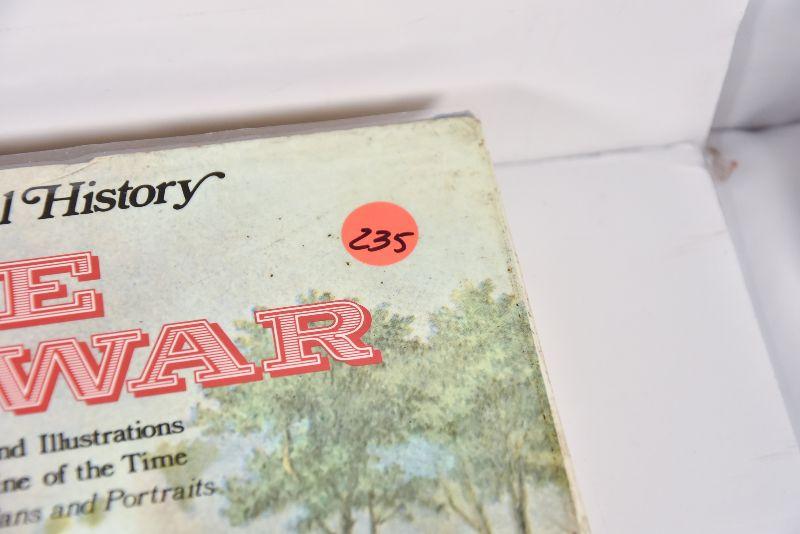 l History
235
E
WAR
nd Illustrations
ne of the Time
ans and Portraits